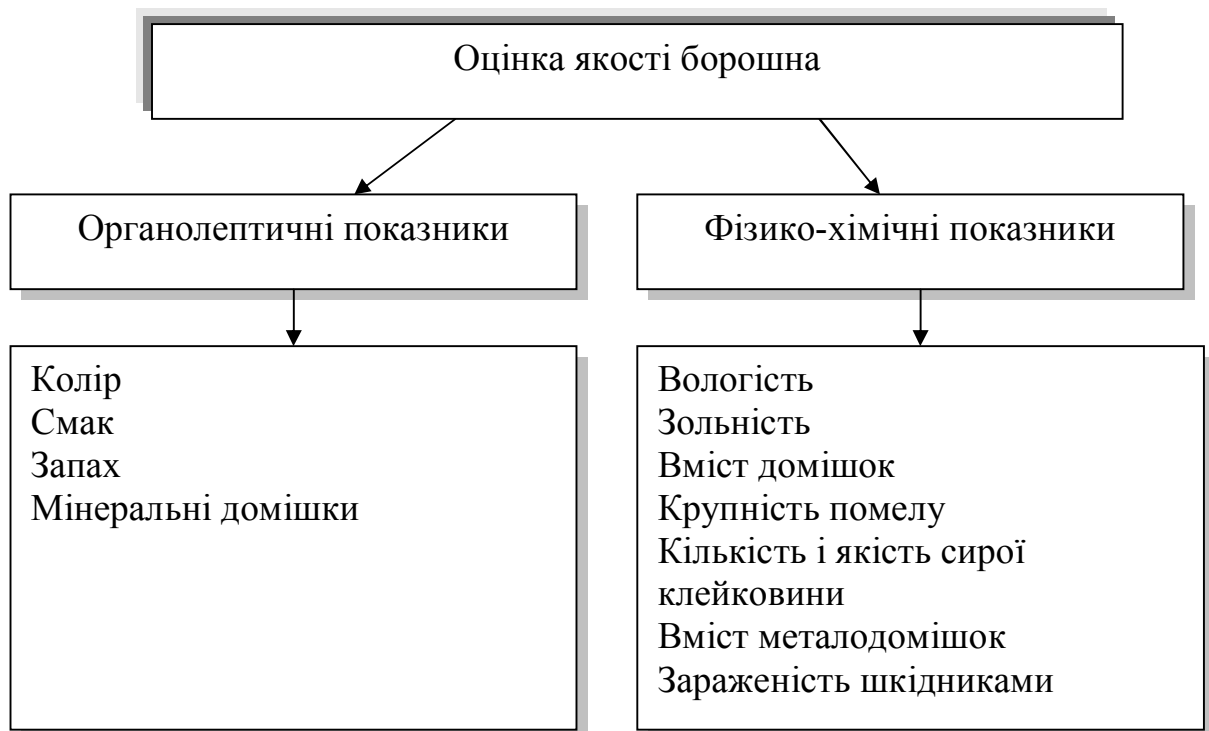 Оцінка якості борошна
Органолептичні показники
Фізико-хімічні показники
Колір
Смак
Запах
Мінеральні домішки
Вологість
Зольність
Вміст домішок
Крупність помелу
Кількість і якість сирої
клейковини
Вміст металодомішок
Зараженість шкідниками